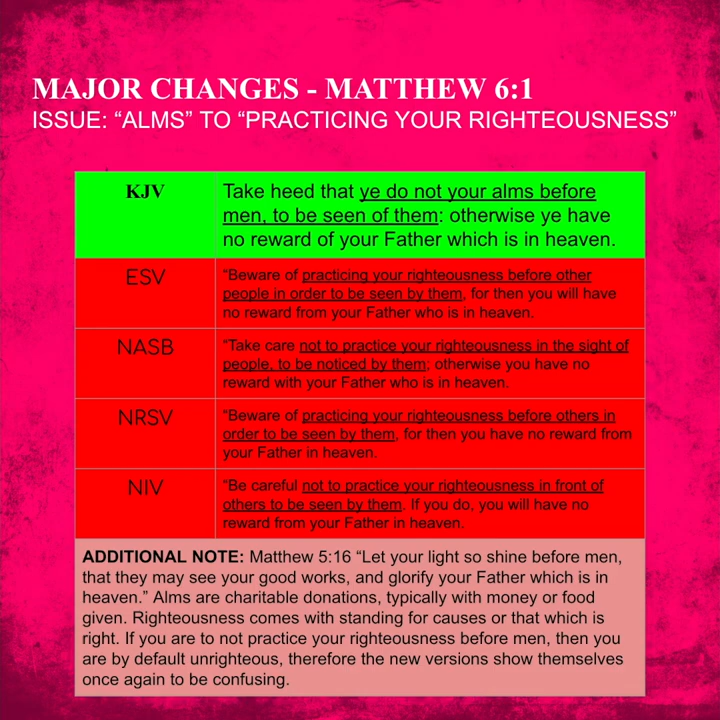 MAJOR CHANGES - MATTHEW 6:1
ISSUE: “ALMS” TO “PRACTICING YOUR RIGHTEOUSNESS”
KJV
Take heed that ye do not your alms before
men, to be seen of them: otherwise ye have
no reward of your Father which is in heaven.
ESV
“Beware of practicing your righteousness before other
people in order to be seen by them, for then you will have
no reward from your Father who is in heaven.
NASB
“Take care not to practice your righteousness in the sight of
people, to be noticed by them; otherwise you have no
reward with your Father who is in heaven.
NRSV
“Beware of practicing your righteousness before others in
order to be seen by them, for then you have no reward from
your Father in heaven.
NIV
“Be careful not to practice your righteousness in front of
others to be seen by them. If you do, you will have no
reward from your Father in heaven.
ADDITIONAL NOTE: Matthew 5:16 “Let your light so shine before men,
that they may see your good works, and glorify your Father which is in
heaven.” Alms are charitable donations, typically with money or food
given. Righteousness comes with standing for causes or that which is
right. If you are to not practice your righteousness before men, then you
are by default unrighteous, therefore the new versions show themselves
once again to be confusing.